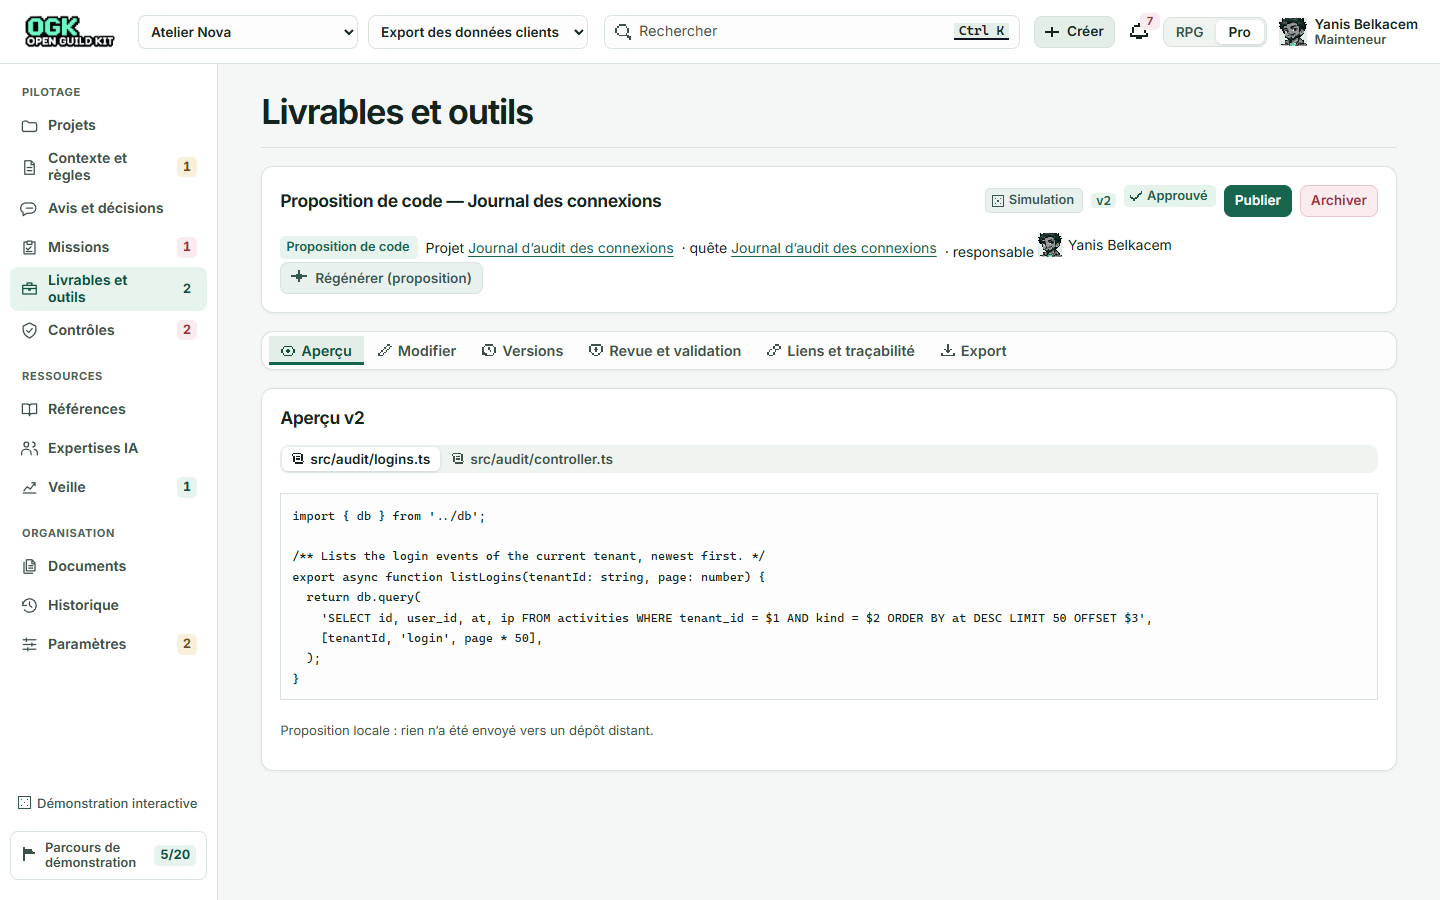 OGK
OPEN GUILD KIT
Atelier Nova
Export des données clients
Rechercher
Ctrl K
Créer
7
RPG
Pro
Yanis Belkacem
Mainteneur
PILOTAGE
Projets
Contexte et
règles
1
Avis et décisions
Missions
1
Livrables et
outils
2
Contrôles
2
RESSOURCES
Références
Expertises IA
Veille
1
ORGANISATION
Documents
Historique
Paramètres
2
Démonstration interactive
Parcours de
démonstration
5/20
Livrables et outils
Proposition de code — Journal des connexions
Simulation
v2
Approuvé
Publier
Archiver
Proposition de code Projet Journal d’audit des connexions · quête Journal d’audit des connexions · responsable Yanis Belkacem
Régénérer (proposition)
Aperçu
Modifier
Versions
Revue et validation
Liens et traçabilité
Export
Aperçu v2
src/audit/logins.ts
src/audit/controller.ts
import { db } from '../db';
/** Lists the login events of the current tenant, newest first. */
export async function listLogins(tenantId: string, page: number) {
return db.query(
'SELECT id, user_id, at, ip FROM activities WHERE tenant_id = $1 AND kind = $2 ORDER BY at DESC LIMIT 50 OFFSET $3',
[tenantId, 'login', page * 50],
);
}
Proposition locale : rien n’a été envoyé vers un dépôt distant.